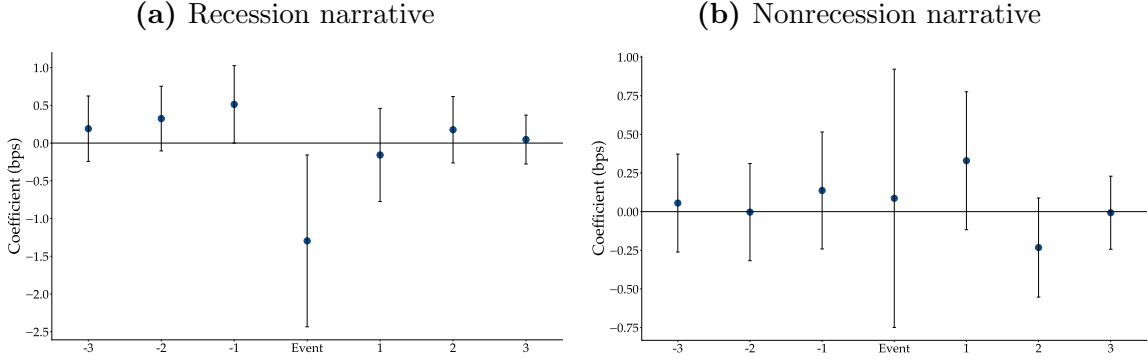 (a) Recession narrative
Coefficient (bps)
1.0
0.5
0.0
−0.5
−1.0
−1.5
−2.0
−2.5
-3 -2 -1 Event 1 2 3
(b) Nonrecession narrative
Coefficient (bps)
1.00
0.75
0.50
0.25
0.00
−0.25
−0.50
−0.75
-3 -2 -1 Event 1 2 3